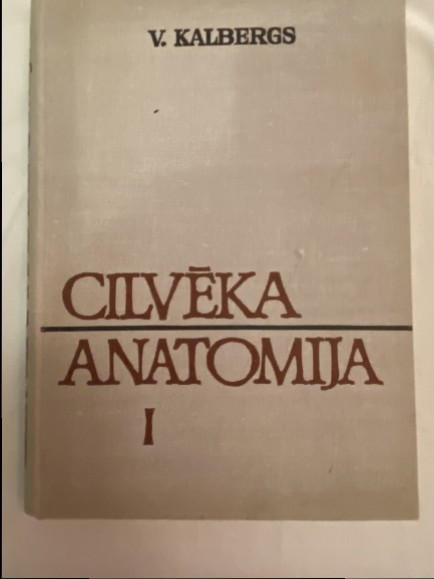 V. KALBERGS
CILVĒKA
ANATOMIJA
I